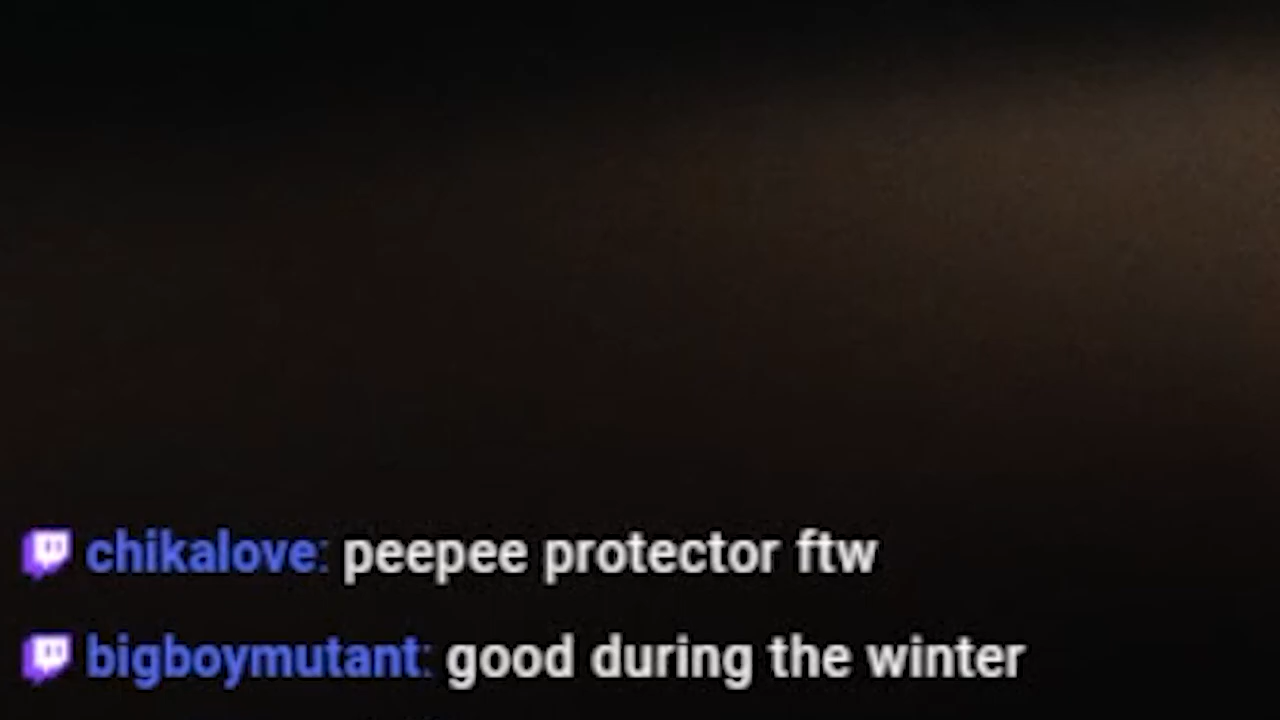 chikalove: peepee protector ftw
bigboymutant: good during the winter